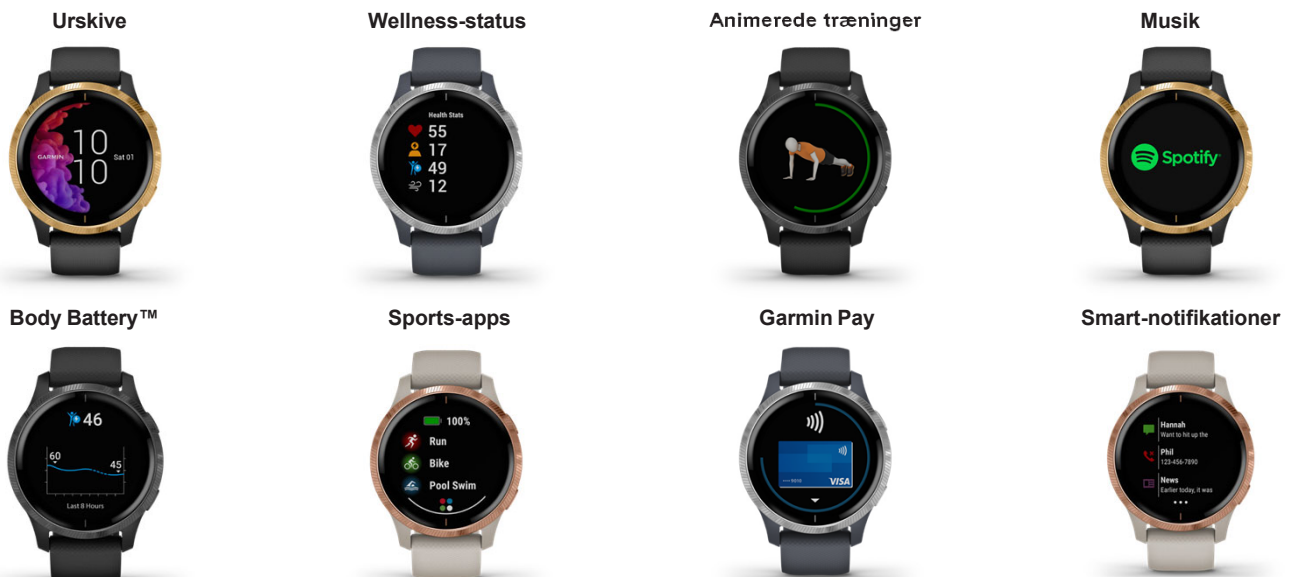 Urskive
Wellness-status
Animerede træninger
Musik
GARMIN
10
10
Sat 01
Health Stats
55
17
49
12
Spotify
Body Battery™
Sports-apps
Garmin Pay
Smart-notifikationer
46
60
45
Last 8 Hours
100%
Run
Bike
Pool Swim
VISA
Hannah
Want to hit up the
Phil
123-456-7890
News
Earlier today, it was